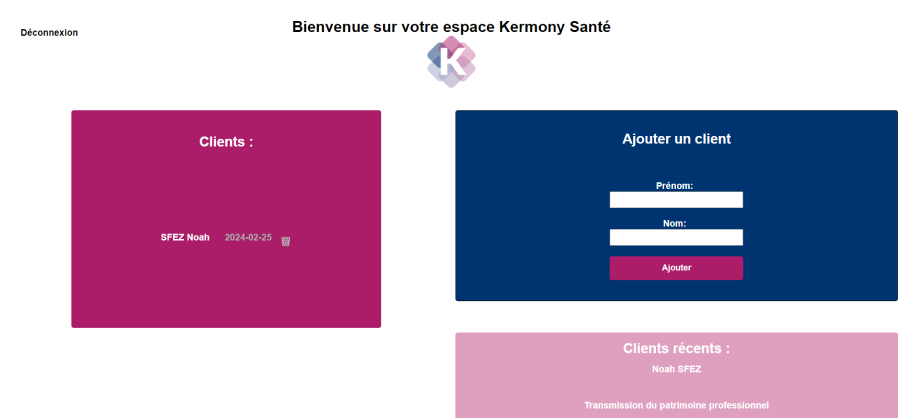 Déconnexion
Bienvenue sur votre espace Kermony Santé
K
Clients :
SFEZ Noah 2024-02-25
Ajouter un client
Prénom:
Nom:
Ajouter
Clients récents :
Noah SFEZ
Transmission du patrimoine professionnel